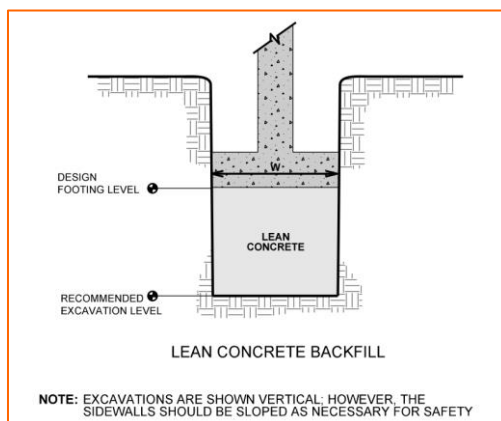 W
DESIGN
FOOTING LEVEL
LEAN
CONCRETE
RECOMMENDED
EXCAVATION LEVEL
LEAN CONCRETE BACKFILL
NOTE: EXCAVATIONS ARE SHOWN VERTICAL; HOWEVER, THE
SIDEWALLS SHOULD BE SLOPED AS NECESSARY FOR SAFETY